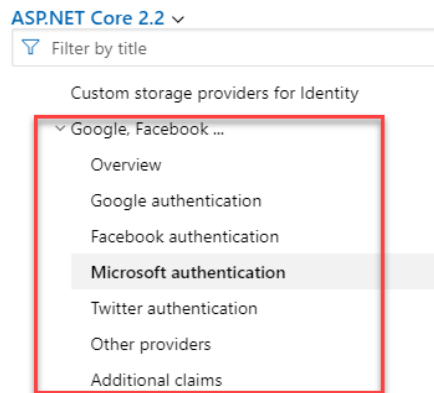 ASP.NET Core 2.2
Filter by title
Custom storage providers for Identity
Google, Facebook ...
Overview
Google authentication
Facebook authentication
Microsoft authentication
Twitter authentication
Other providers
Additional claims